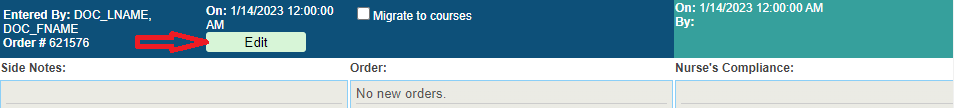 Entered By: DOC_LNAME,
DOC_FNAME
Order # 621576
On: 1/14/2023 12:00:00
AM
Edit
Migrate to courses
On: 1/14/2023 12:00:00 AM
By:
Side Notes:
Order:
Nurse's Compliance:
No new orders.